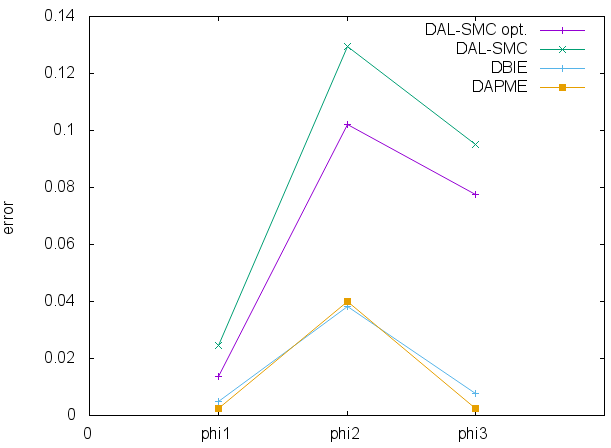 0.14
DAL-SMC opt.
DAL-SMC
0.12
DBIE
DAPME
0.1
0.08
error
0.06
0.04
0.02
0
0 phi1 phi2 phi3